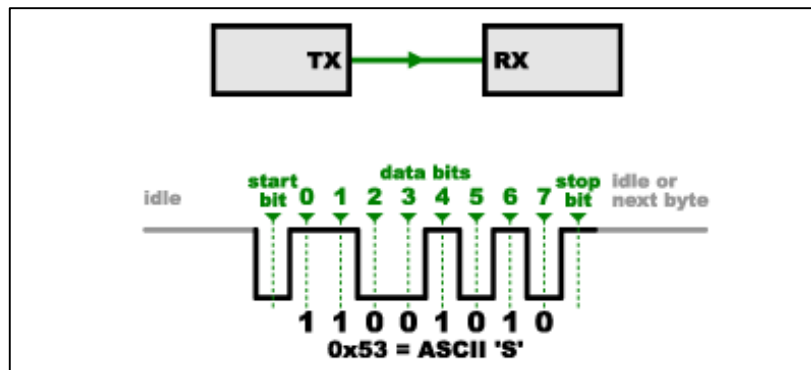 TX RX
data bits
idle start bit 0 1 2 3 4 5 6 7 stop bit idle or next byte
1 1 0 0 1 0 1 0
0x53 = ASCII 'S'